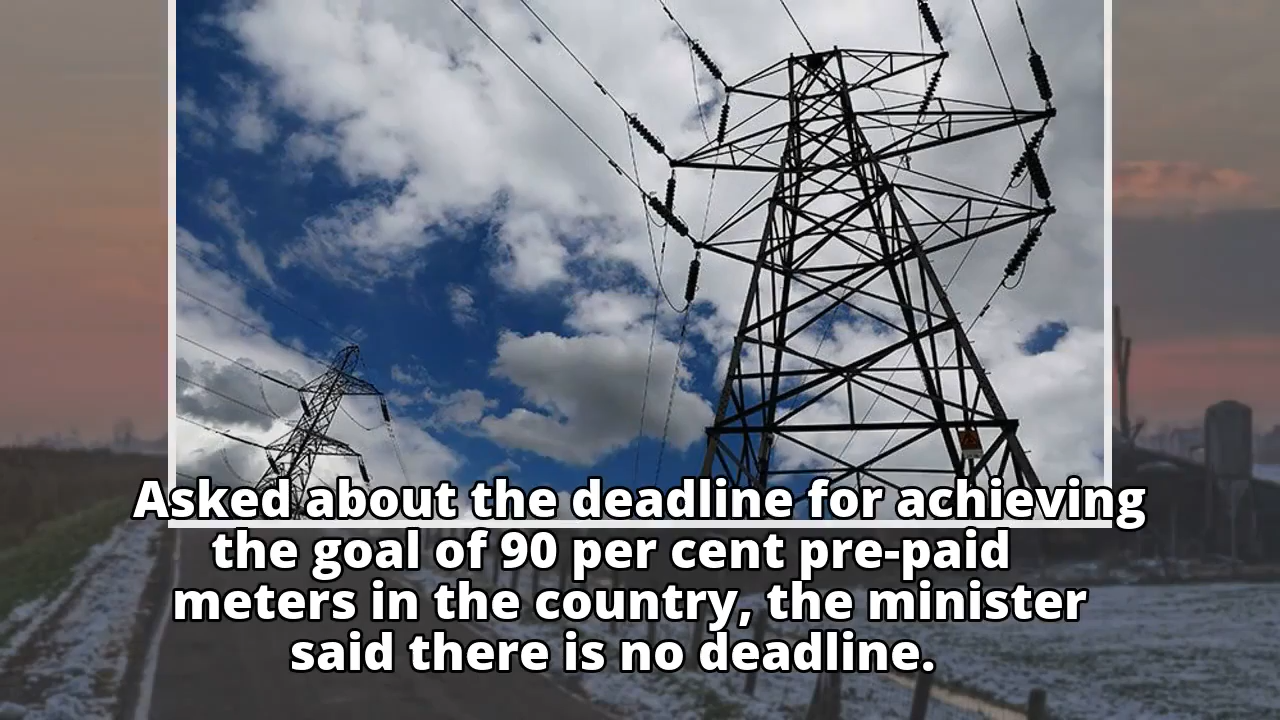 Asked about the deadline for achieving
the goal of 90 per cent pre-paid
meters in the country, the minister
said there is no deadline.